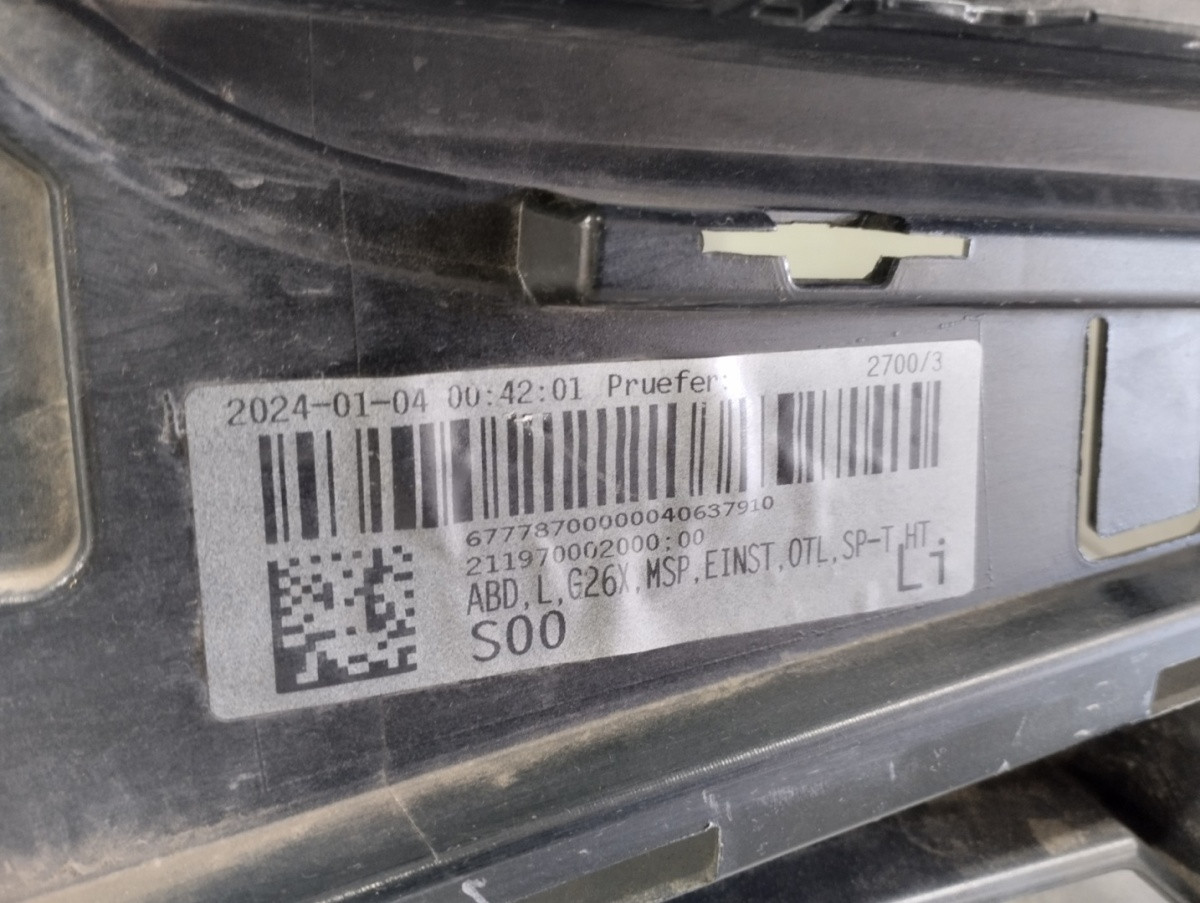 2024-01-04 00:42:01 Pruefer: 2700/3
67778700000040637910
211970002000:00
ABD,L,G26X,MSP,EINST,OTL,SP-T,HT
S00 Li